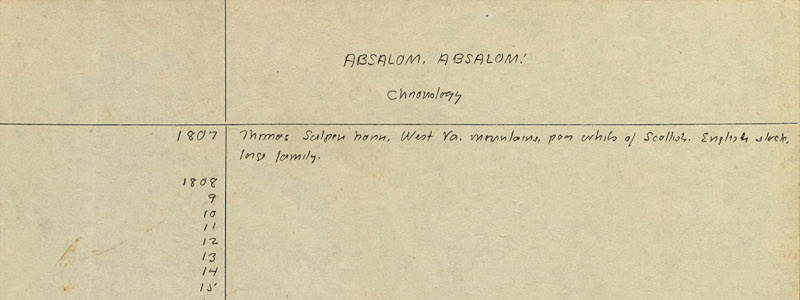 ABSALOM, ABSALOM!
Chronology
1807 Thomas Sutpen born, West Va. mountains, poor whites of Scottish-English stock.
large family.
1808
9
10
11
12
13
14
15